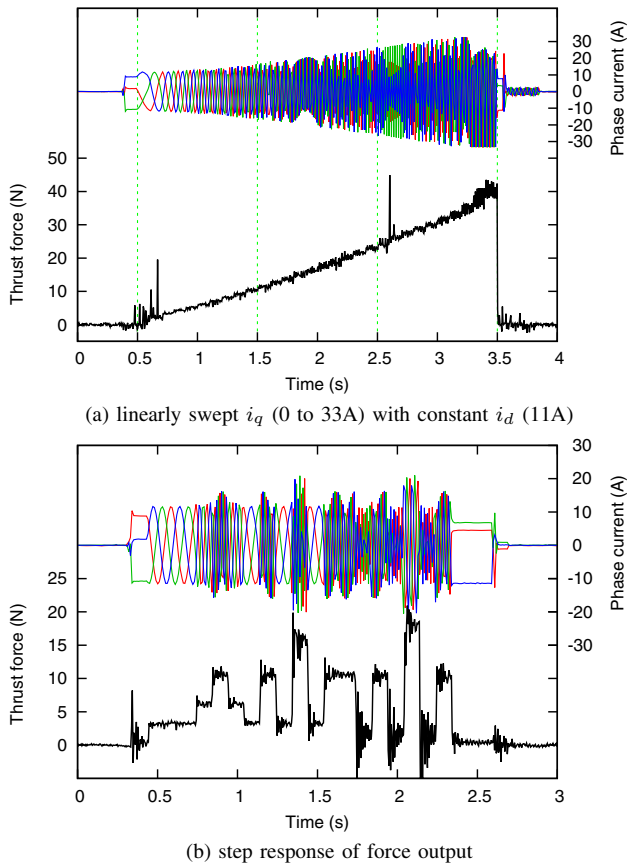 30
20
10
0
-10
-20
-30
Phase current (A)
50
40
30
20
10
0
Thrust force (N)
0 0.5 1 1.5 2 2.5 3 3.5 4
Time (s)
(a) linearly swept i_q (0 to 33A) with constant i_d (11A)
30
20
10
0
-10
-20
-30
Phase current (A)
25
20
15
10
5
0
Thrust force (N)
0 0.5 1 1.5 2 2.5 3
Time (s)
(b) step response of force output